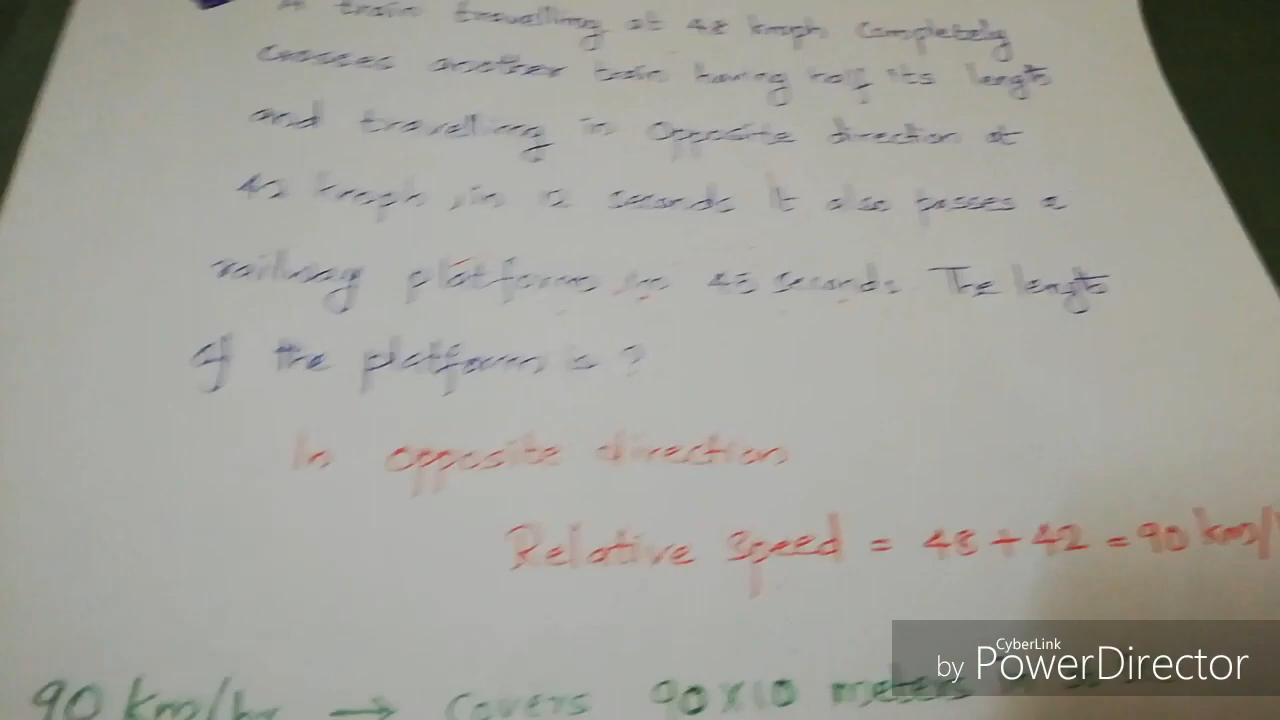 A train travelling at 48 kmph completely
crosses another train having half its length
and travelling in opposite direction at
42 kmph, in 12 seconds It also passes a
railway platform in 45 seconds. The length
of the platform is ?
In opposite direction
Relative speed = 48 + 42 = 90 km/
90 km/hr → Covers 90 x 10 meters
CyberLink
by PowerDirector